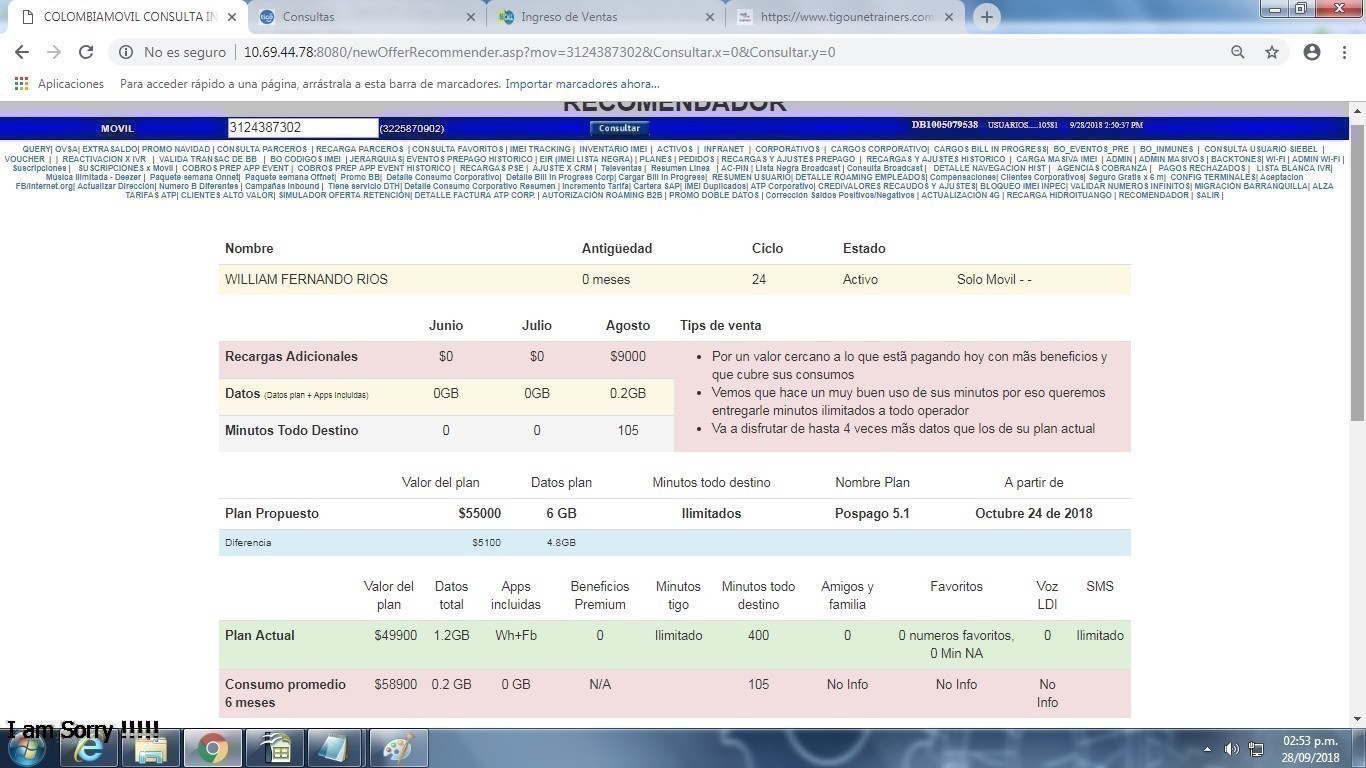 COLOMBIAMOVIL CONSULTA IN
Consultas
Ingreso de Ventas
https://www.tigounetrainers.com
No es seguro | 10.69.44.78:8080/newOfferRecommender.asp?mov=3124387302&Consultar.x=0&Consultar.y=0
Aplicaciones Para acceder rápido a una página, arrástrala a esta barra de marcadores. Importar marcadores ahora...
RECOMENDADOR
MOVIL 3124387302 (3225870902) Consultar DB1005079538 USUARIOS.....10581 9/28/2018 2:50:37 PM
QUERY| OVSA| EXTRASALDO| PROMO NAVIDAD | CONSULTA PARCEROS | RECARGA PARCEROS | CONSULTA FAVORITOS | IMEI TRACKING | INVENTARIO IMEI | ACTIVOS | INFRANET | CORPORATIVOS | CARGOS CORPORATIVO| CARGOS BILL IN PROGRESS| BO_EVENTOS_PRE | BO_INMUNES | CONSULTA USUARIO SIEBEL |
VOUCHER | | REACTIVACION X IVR | VALIDA TRANSAC DE BB | BO CODIGOS IMEI | JERARQUIAS| EVENTOS PREPAGO HISTORICO | EIR (IMEI LISTA NEGRA) | PLANES | PEDIDOS | RECARGAS Y AJUSTES PREPAGO | RECARGAS Y AJUSTES HISTORICO | CARGA MASIVA IMEI | ADMIN | ADMIN MASIVOS | BACKTONES| WI-FI | ADMIN WI-FI |
Suscripciones | SUSCRIPCIONES x Movil | COBROS PREP APP EVENT | COBROS PREP APP EVENT HISTORICO | RECARGAS PSE | AJUSTE X CRM | Televentas | Resumen Linea | AC-PIN | Lista Negra Broadcast | Consulta Broadcast | DETALLE NAVEGACION HIST | AGENCIAS COBRANZA | PAGOS RECHAZADOS | LISTA BLANCA IVR|
Musica Ilimitada - Deezer | Paquete semana Onnet| Paquete semana Offnet| Promo BB| Detalle Consumo Corporativo| Detalle Bill In Progress Corp| Cargar Bill In Progress| RESUMEN USUARIO| DETALLE ROAMING EMPLEADOS| Compensaciones| Clientes Corporativos| Seguro Gratis x 6 m| CONFIG TERMINALES| Aceptacion
FB/Internet.org| Actualizar Dirección| Numero B Diferentes | Campañas Inbound | Tiene servicio DTH| Detalle Consumo Corporativo Resumen | Incremento Tarifa| Cartera SAP| IMEI Duplicados| ATP Corporativo| CREDIVALORES RECAUDOS Y AJUSTES| BLOQUEO IMEI INPEC| VALIDAR NUMEROS INFINITOS| MIGRACIÓN BARRANQUILLA| ALZA
TARIFAS ATP| CLIENTES ALTO VALOR| SIMULADOR OFERTA RETENCIÓN| DETALLE FACTURA ATP CORP. | AUTORIZACIÓN ROAMING B2B | PROMO DOBLE DATOS | Corrección Saldos Positivos/Negativos | ACTUALIZACIÓN 4G | RECARGA HIDROITUANGO | RECOMENDADOR | SALIR |
Nombre Antigüedad Ciclo Estado
WILLIAM FERNANDO RIOS 0 meses 24 Activo Solo Movil - -
Junio Julio Agosto Tips de venta
Recargas Adicionales $0 $0 $9000
Datos (Datos plan + Apps incluidas) 0GB 0GB 0.2GB
Minutos Todo Destino 0 0 105
• Por un valor cercano a lo que estã pagando hoy con mãs beneficios y
que cubre sus consumos
• Vemos que hace un muy buen uso de sus minutos por eso queremos
entregarle minutos ilimitados a todo operador
• Va a disfrutar de hasta 4 veces mãs datos que los de su plan actual
Valor del plan Datos plan Minutos todo destino Nombre Plan A partir de
Plan Propuesto $55000 6 GB Ilimitados Pospago 5.1 Octubre 24 de 2018
Diferencia $5100 4.8GB
Valor del plan Datos total Apps incluidas Beneficios Premium Minutos tigo Minutos todo destino Amigos y familia Favoritos Voz LDI SMS
Plan Actual $49900 1.2GB Wh+Fb 0 Ilimitado 400 0 0 numeros favoritos, 0 Min NA 0 Ilimitado
Consumo promedio 6 meses $58900 0.2 GB 0 GB N/A 105 No Info No Info No Info
I am Sorry !!!!!
02:53 p.m.
28/09/2018